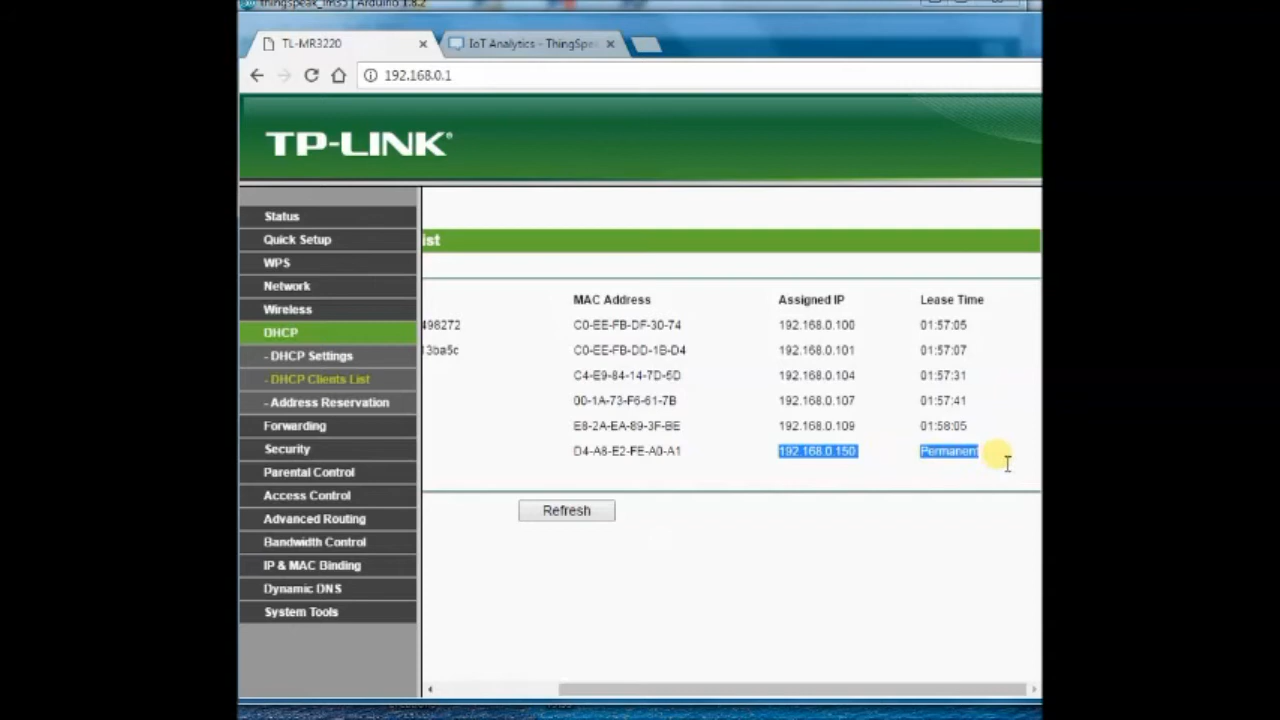 thingspeak_lm35 | Arduino 1.8.2
TL-MR3220
IoT Analytics - ThingSpe
192.168.0.1
TP-LINK®
Status
Quick Setup
WPS
Network
Wireless
DHCP
- DHCP Settings
- DHCP Clients List
- Address Reservation
Forwarding
Security
Parental Control
Access Control
Advanced Routing
Bandwidth Control
IP & MAC Binding
Dynamic DNS
System Tools
ist
MAC Address Assigned IP Lease Time
498272 C0-EE-FB-DF-30-74 192.168.0.100 01:57:05
13ba5c C0-EE-FB-DD-1B-D4 192.168.0.101 01:57:07
C4-E9-84-14-7D-5D 192.168.0.104 01:57:31
00-1A-73-F6-61-7B 192.168.0.107 01:57:41
E8-2A-EA-89-3F-BE 192.168.0.109 01:58:05
D4-A8-E2-FE-A0-A1 192.168.0.150 Permanent
Refresh